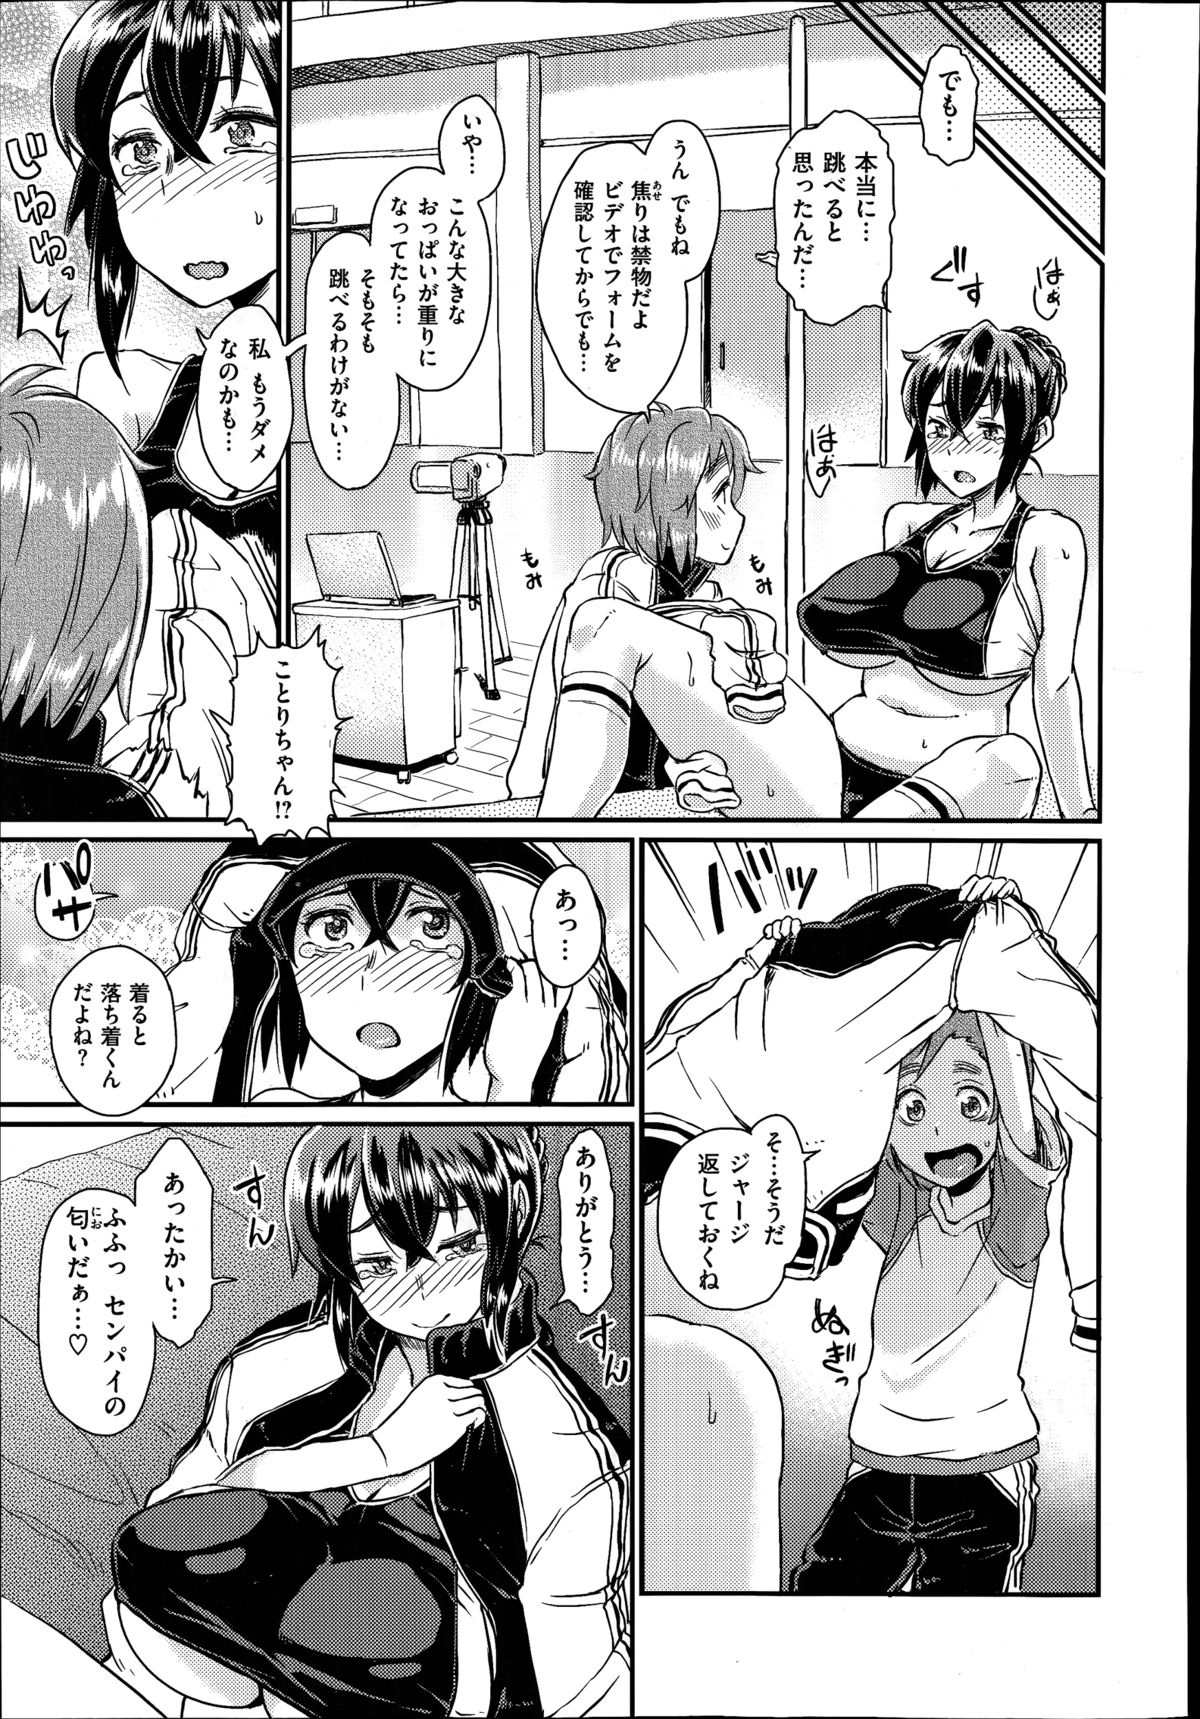 でも…
本当に…
跳べると
思ったんだ…
はぁ
ぐす
うん でもね
焦りは禁物だよ
ビデオでフォームを
確認してからでも…
はぁ
もみ
もみ
いや…
こんな大きな
おっぱいが重りに
なってたら…
そもそも
跳べるわけがない…
じゅゅゅっ
私 もうダメ
なのかも…
ことりちゃん!?
そ…そうだ
ジャージ
返しておくね
ぬぎっ
あっ…
パサ
着ると
落ち着くん
だよね?
ありがとう…
すん
すん
あったかい…
ふふっ センパイの
匂いだぁ…♡